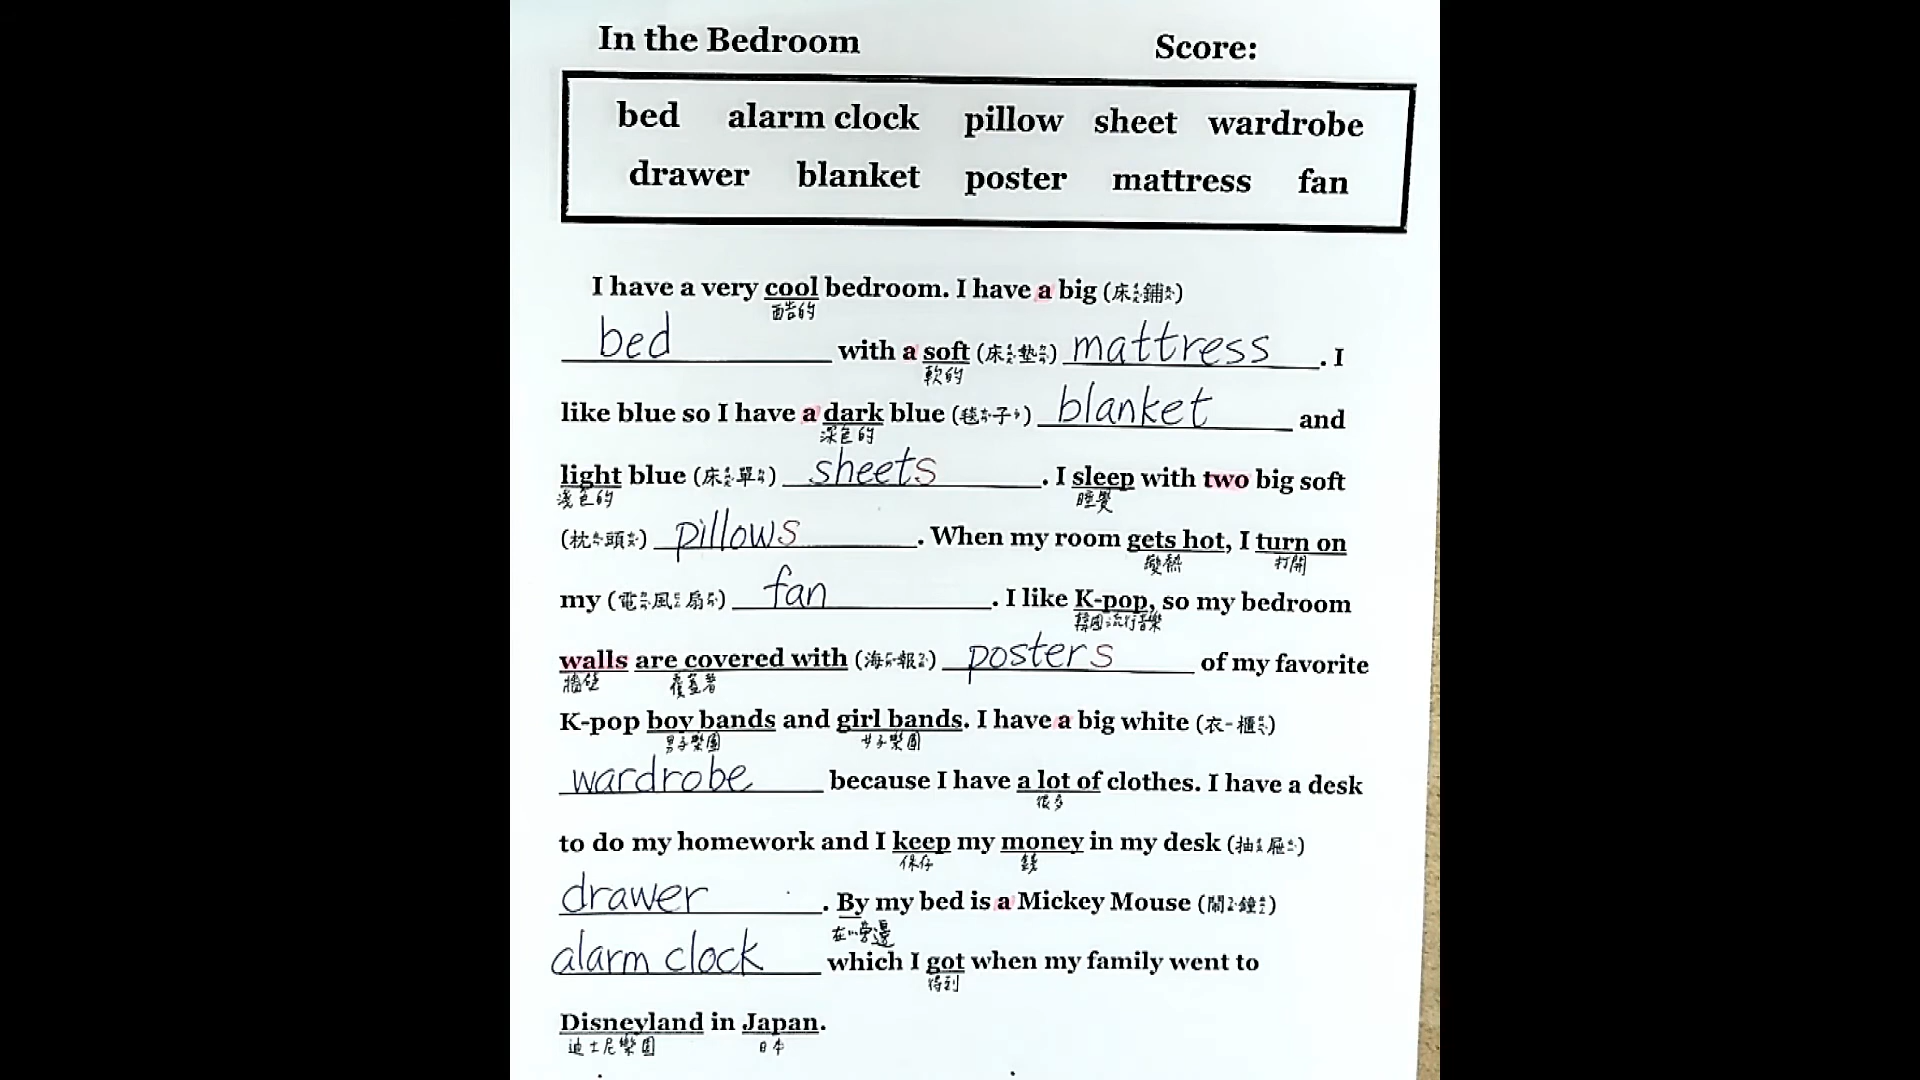 In the Bedroom Score:
bed alarm clock pillow sheet wardrobe
drawer blanket poster mattress fan
I have a very cool bedroom. I have a big (床鋪)
酷的
bed with a soft (床墊) mattress. I
軟的
like blue so I have a dark blue (毯子) blanket and
深色的
light blue (床單) sheets. I sleep with two big soft
淺色的 睡覺
(枕頭) pillows. When my room gets hot, I turn on
變熱 打開
my (電風扇) fan. I like K-pop, so my bedroom
韓國流行音樂
walls are covered with (海報) posters of my favorite
牆壁 覆蓋著
K-pop boy bands and girl bands. I have a big white (衣櫃)
男子樂團 女子樂團
wardrobe because I have a lot of clothes. I have a desk
很多
to do my homework and I keep my money in my desk (抽屜)
保存 錢
drawer. By my bed is a Mickey Mouse (鬧鐘)
在…旁邊
alarm clock which I got when my family went to
得到
Disneyland in Japan.
迪士尼樂園 日本